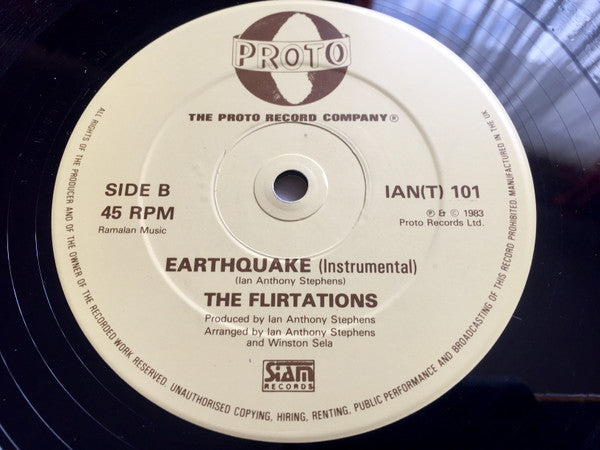 PROTO
THE PROTO RECORD COMPANY®
SIDE B
45 RPM
Ramalan Music
IAN(T) 101
℗ & © 1983
Proto Records Ltd.
EARTHQUAKE (Instrumental)
(Ian Anthony Stephens)
THE FLIRTATIONS
Produced by Ian Anthony Stephens
Arranged by Ian Anthony Stephens
and Winston Sela
SIAM
RECORDS
ALL RIGHTS OF THE PRODUCER AND OF THE OWNER OF THE RECORDED WORK RESERVED. UNAUTHORISED COPYING, HIRING, RENTING, PUBLIC PERFORMANCE AND BROADCASTING OF THIS RECORD PROHIBITED. MANUFACTURED IN THE UK